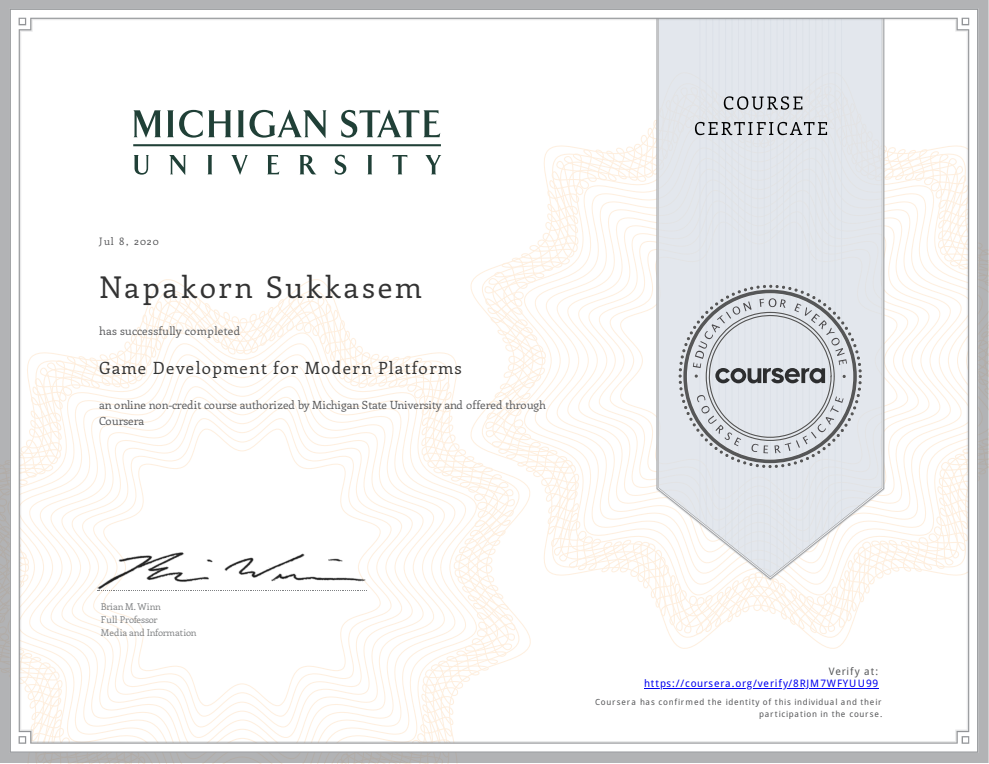 MICHIGAN STATE
UNIVERSITY
COURSE
CERTIFICATE
Jul 8, 2020
Napakorn Sukkasem
has successfully completed
Game Development for Modern Platforms
an online non-credit course authorized by Michigan State University and offered through
Coursera
EDUCATION FOR EVERYONE
coursera
COURSE CERTIFICATE
Brian M. Winn
Full Professor
Media and Information
Verify at:
https://coursera.org/verify/8RJM7WFYUU99
Coursera has confirmed the identity of this individual and their
participation in the course.